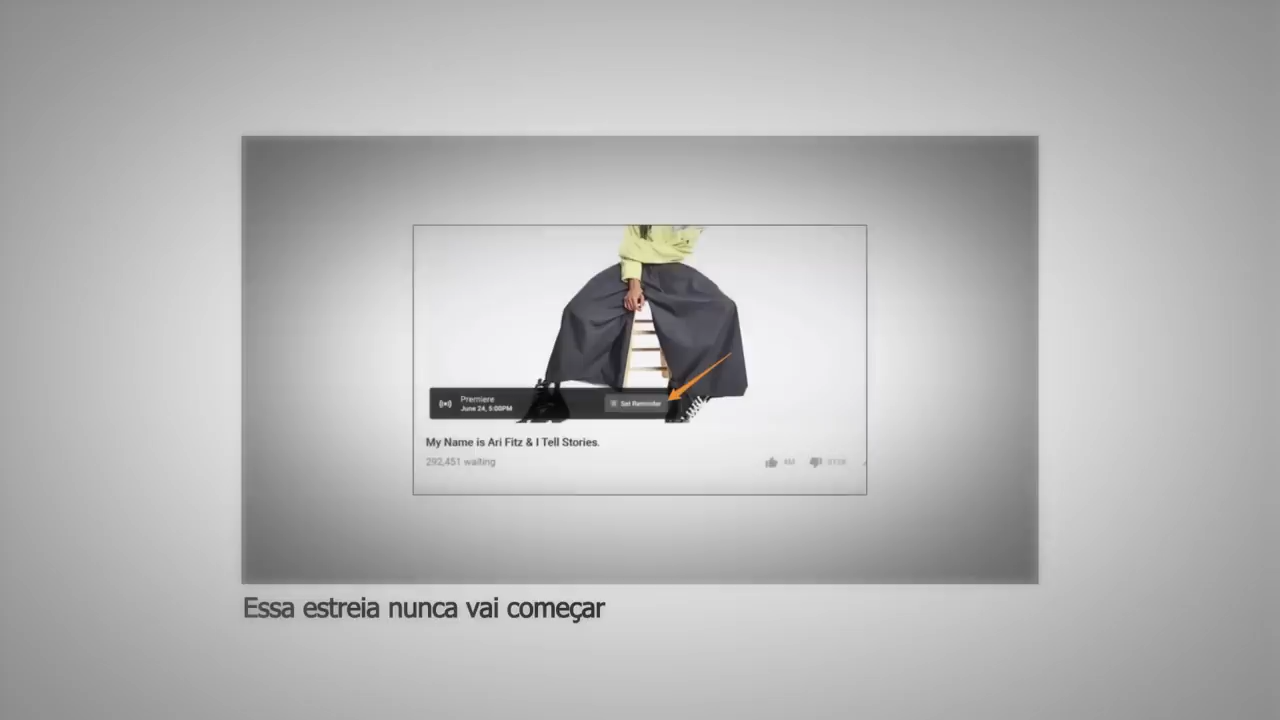 Premiere
June 24, 5:00PM
Set Reminder
My Name is Ari Fitz & I Tell Stories.
292,451 waiting
Essa estreia nunca vai começar